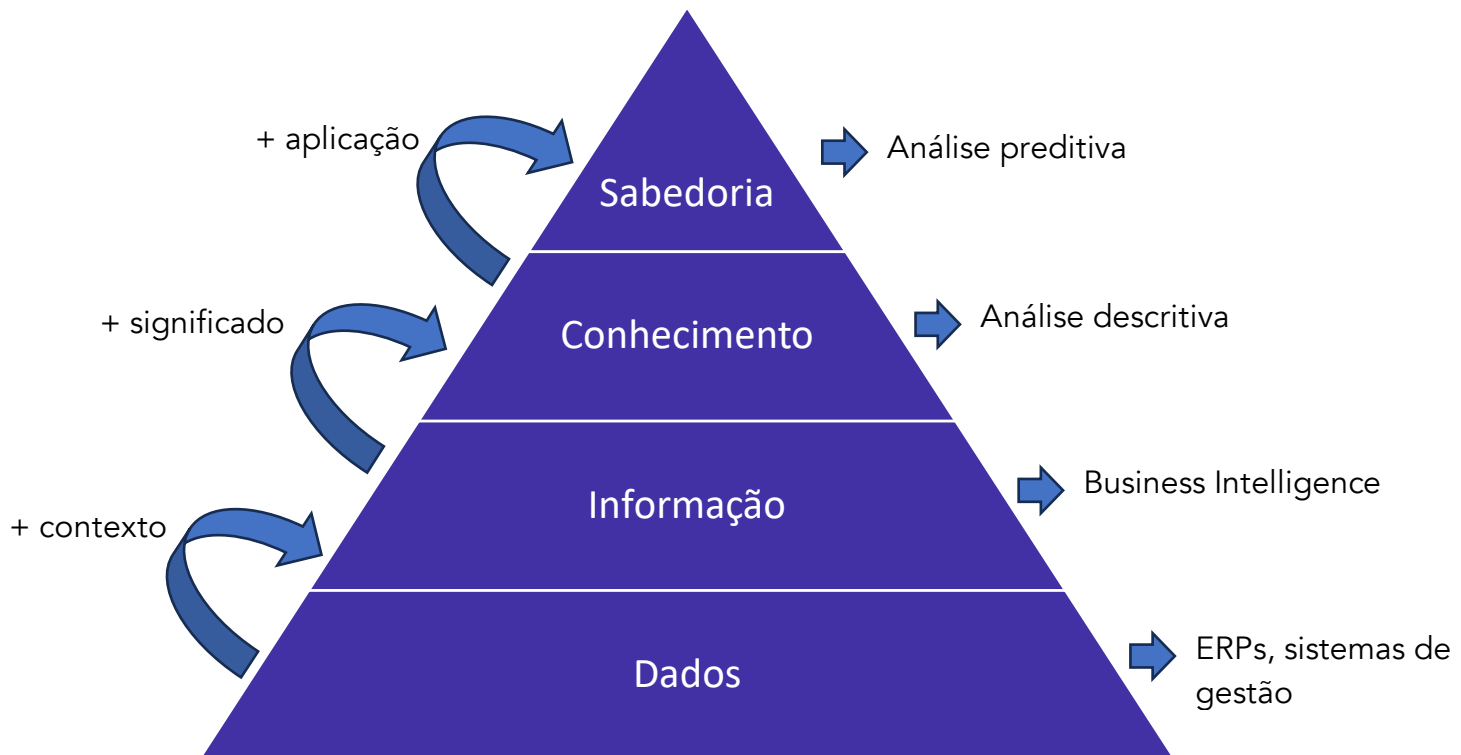 + aplicação
Análise preditiva
Sabedoria
+ significado
Análise descritiva
Conhecimento
Business Intelligence
Informação
+ contexto
ERPs, sistemas de
gestão
Dados